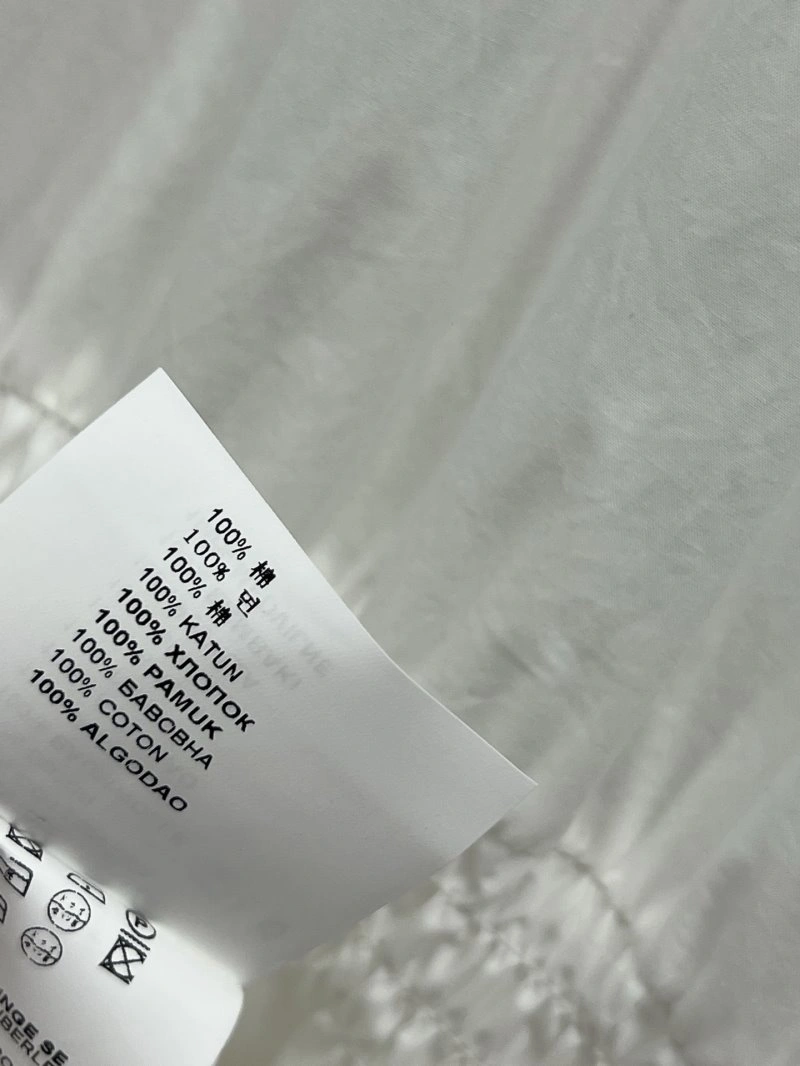 100% 棉
100% 면
100% 棉
100% KATUN
100% ХЛОПОК
100% PAMUK
100% БАВОВНА
100% COTON
100% ALGODAO